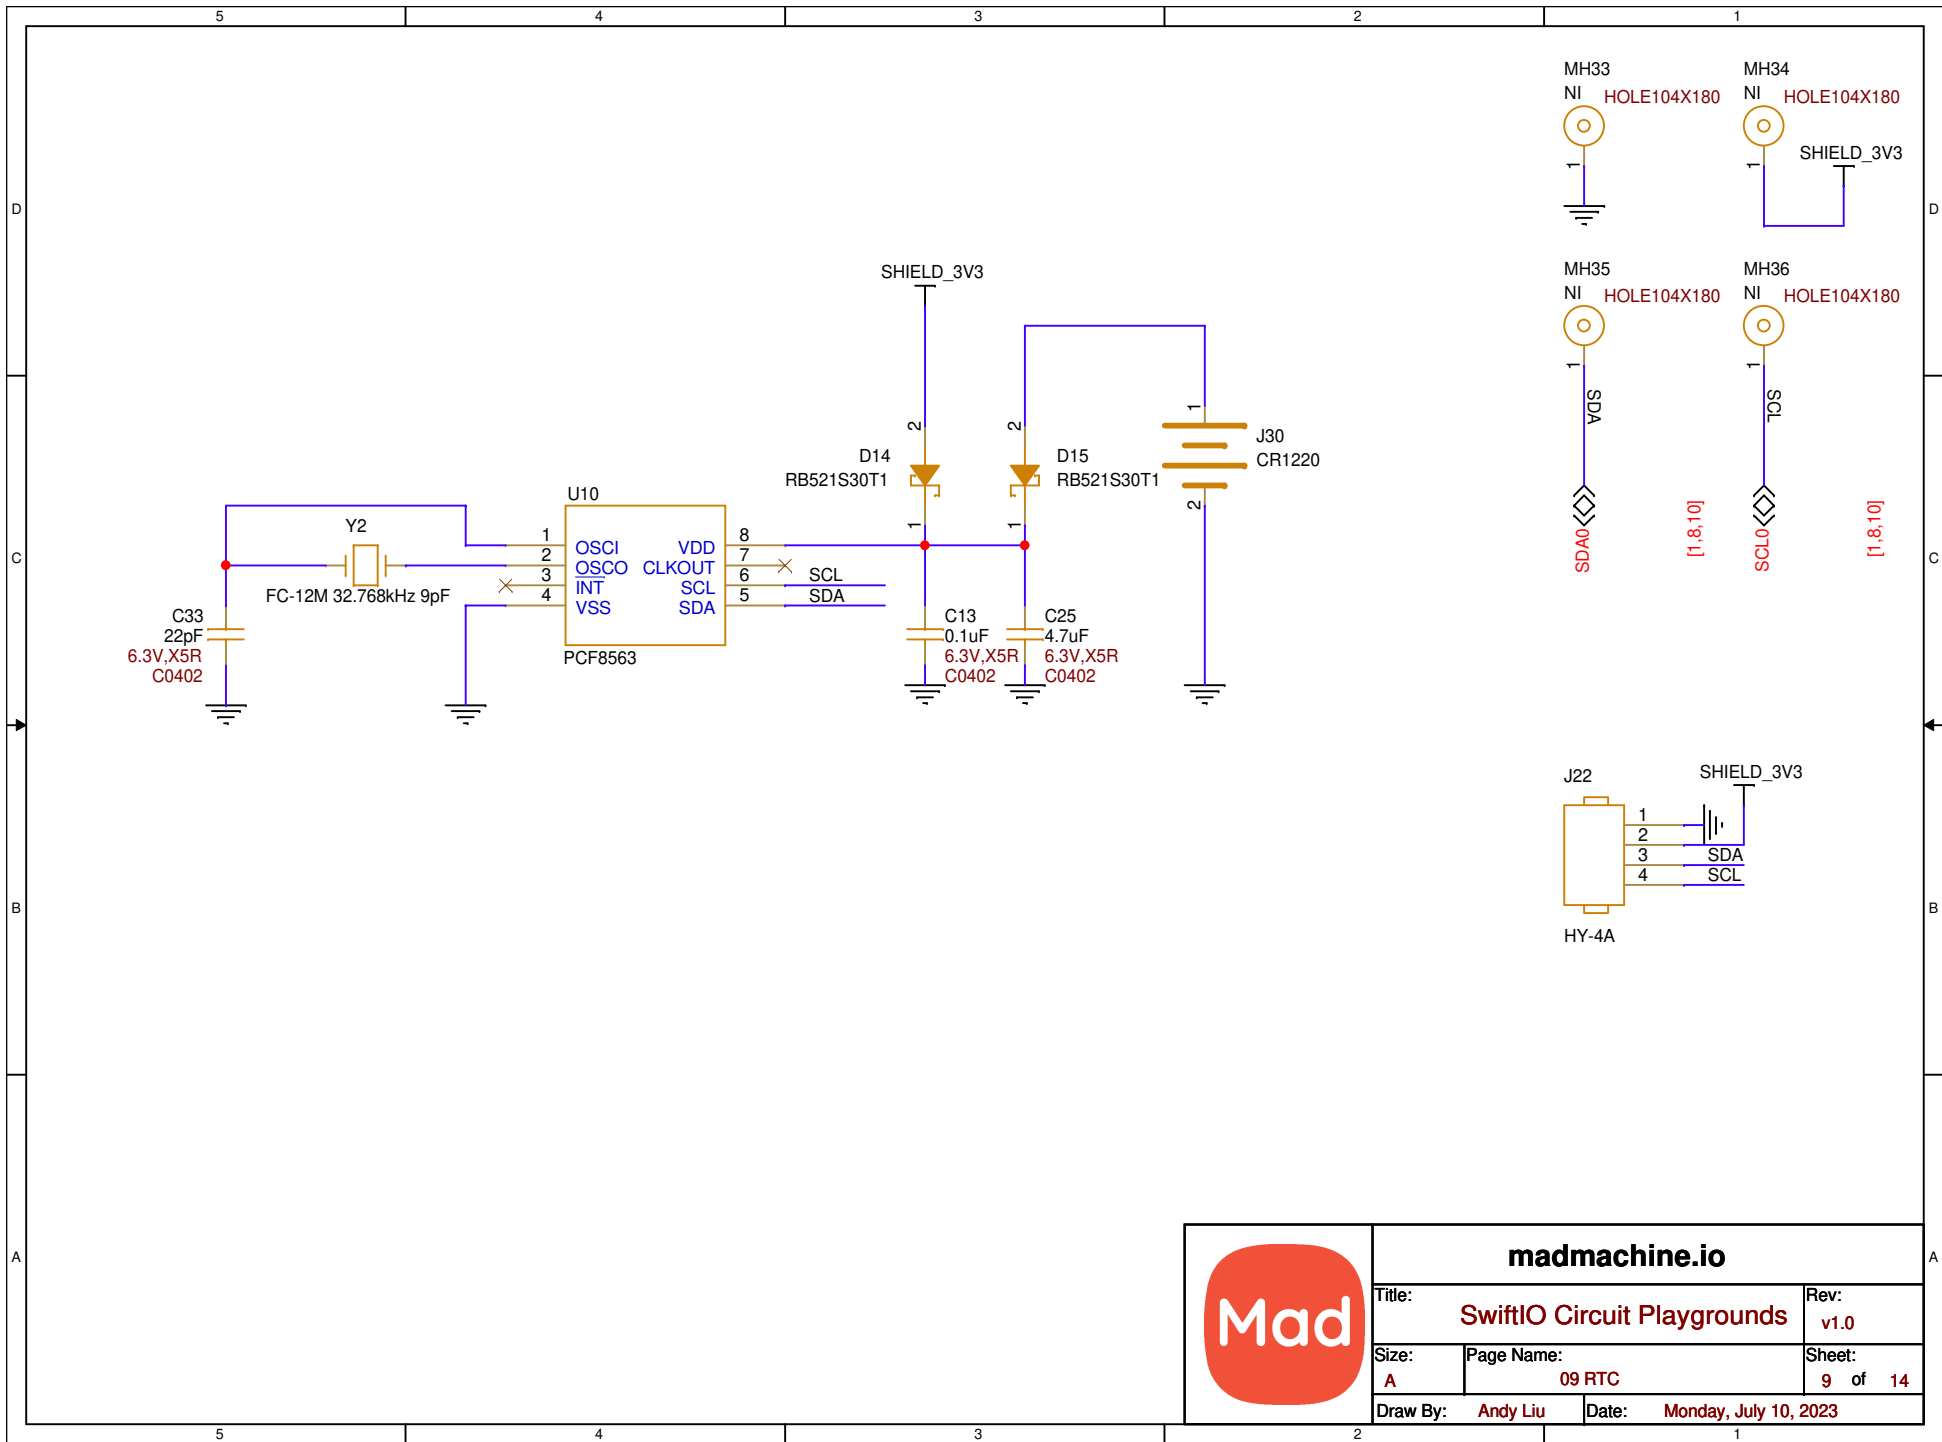 5 4 3 2 1
MH33 MH34
NI HOLE104X180 NI HOLE104X180
SHIELD_3V3
1 1
D D
MH35 MH36
NI HOLE104X180 NI HOLE104X180
1 1
SDA SCL
SDA0 [1,8,10] SCL0 [1,8,10]
SHIELD_3V3
2 2 1
D14 D15 J30
RB521S30T1 RB521S30T1 CR1220
1 1 2
U10
Y2
1 OSCI VDD 8
2 OSCO CLKOUT 7
3 INT SCL 6 SCL
4 VSS SDA 5 SDA
C C
FC-12M 32.768kHz 9pF
PCF8563
C33
22pF
6.3V,X5R
C0402
C13
0.1uF
6.3V,X5R
C0402
C25
4.7uF
6.3V,X5R
C0402
J22 SHIELD_3V3
1
2
3 SDA
4 SCL
HY-4A
B B
A A
Mad
madmachine.io
Title:
SwiftIO Circuit Playgrounds
Rev:
v1.0
Size:
A
Page Name:
09 RTC
Sheet:
9 of 14
Draw By: Andy Liu
Date: Monday, July 10, 2023
5 4 3 2 1